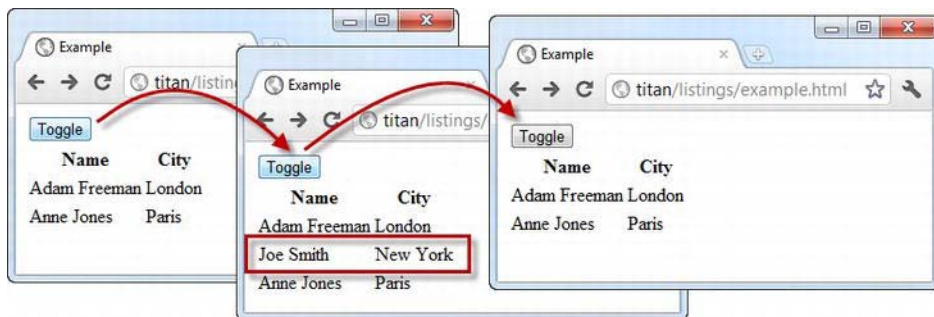 Example
titan/listing
Toggle
Name City
Adam Freeman London
Anne Jones Paris
Example
titan/listings/
Toggle
Name City
Adam Freeman London
Joe Smith New York
Anne Jones Paris
Example
titan/listings/example.html
Toggle
Name City
Adam Freeman London
Anne Jones Paris